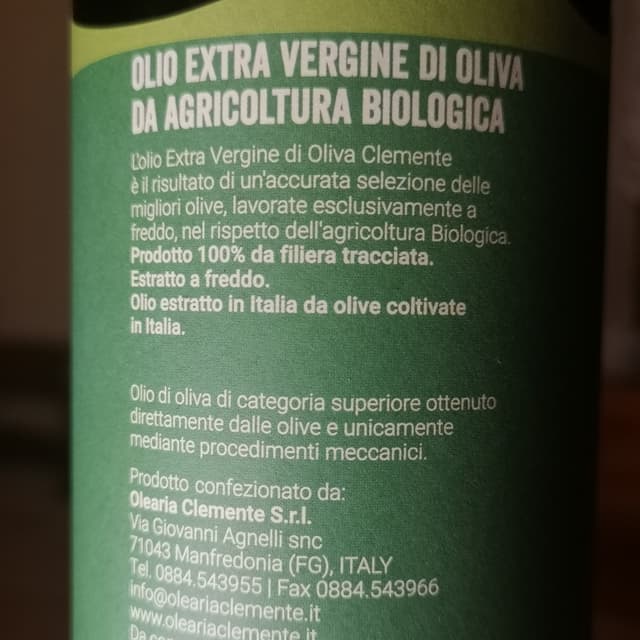 OLIO EXTRA VERGINE DI OLIVA
DA AGRICOLTURA BIOLOGICA
L'olio Extra Vergine di Oliva Clemente
è il risultato di un'accurata selezione delle
migliori olive, lavorate esclusivamente a
freddo, nel rispetto dell'agricoltura Biologica.
Prodotto 100% da filiera tracciata.
Estratto a freddo.
Olio estratto in Italia da olive coltivate
in Italia.
Olio di oliva di categoria superiore ottenuto
direttamente dalle olive e unicamente
mediante procedimenti meccanici.
Prodotto confezionato da:
Olearia Clemente S.r.l.
Via Giovanni Agnelli snc
71043 Manfredonia (FG), ITALY
Tel. 0884.543955 | Fax 0884.543966
info@oleariaclemente.it
www.oleariaclemente.it
Da